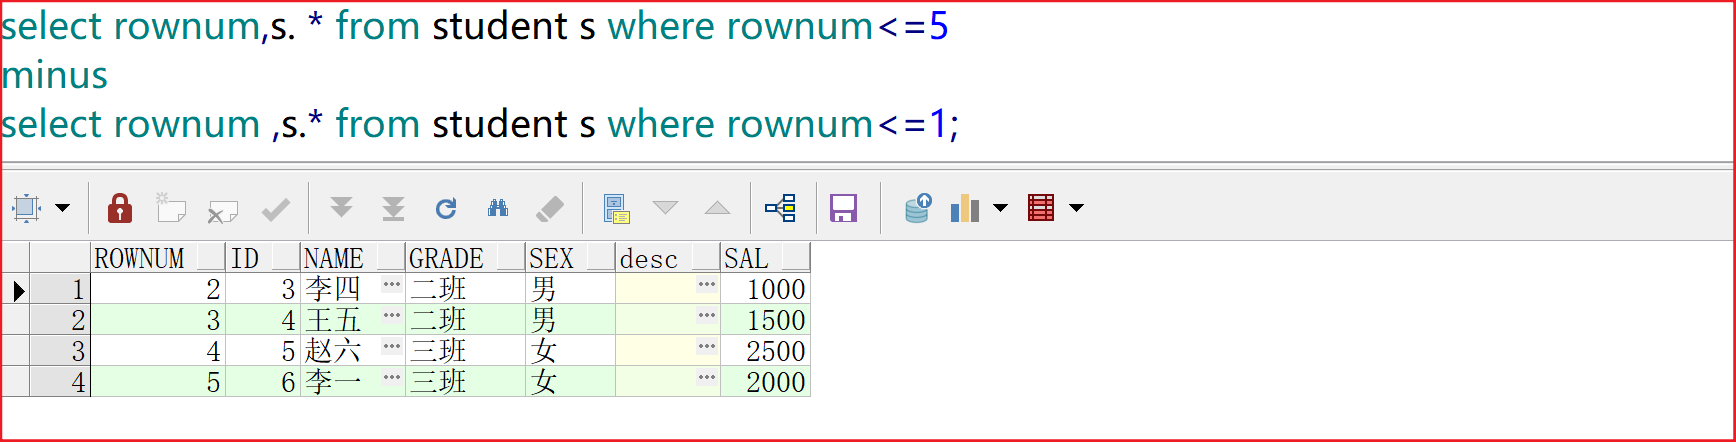 select rownum,s. * from student s where rownum<=5
minus
select rownum ,s.* from student s where rownum<=1;
ROWNUM ID NAME GRADE SEX desc SAL
1 2 3 李四 ... 二班 男 ... 1000
2 3 4 王五 ... 二班 男 ... 1500
3 4 5 赵六 ... 三班 女 ... 2500
4 5 6 李一 ... 三班 女 ... 2000